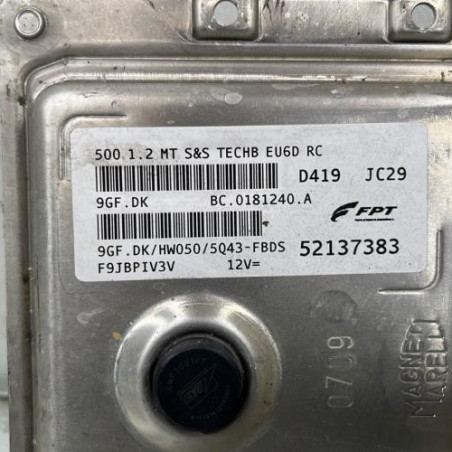 500 1.2 MT S&S TECHB EU6D RC
D419 JC29
9GF.DK BC.0181240.A
FPT
9GF.DK/HW050/5Q43-FBDS 52137383
F9JBPIV3V 12V=
0709
MAGNETI
MARELLI